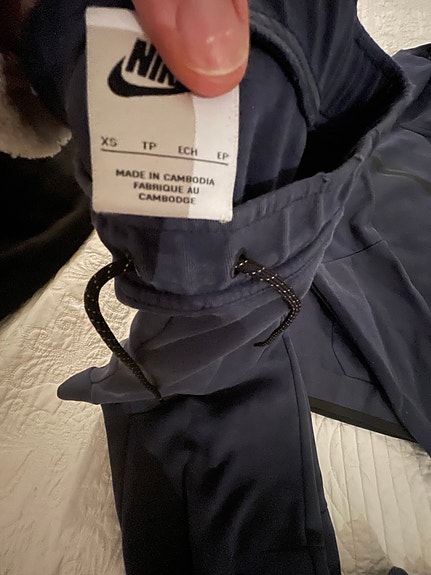 NIKE
XS TP ECH EP
MADE IN CAMBODIA
FABRIQUE AU
CAMBODGE